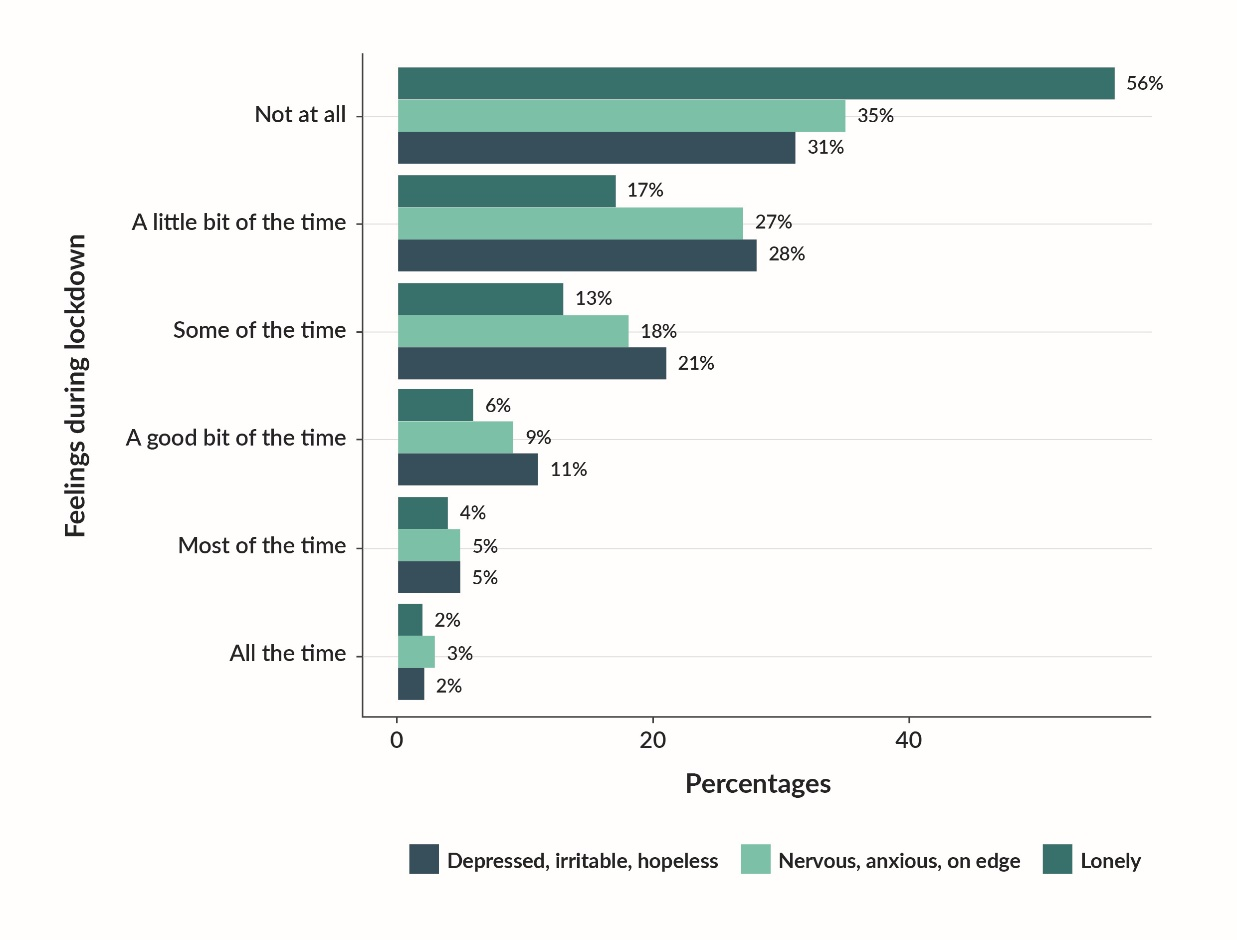 56%
Not at all
35%
31%
17%
A little bit of the time
27%
28%
13%
Some of the time
18%
21%
Feelings during lockdown
6%
A good bit of the time
9%
11%
4%
Most of the time
5%
5%
2%
All the time
3%
2%
0 20 40
Percentages
Depressed, irritable, hopeless Nervous, anxious, on edge Lonely